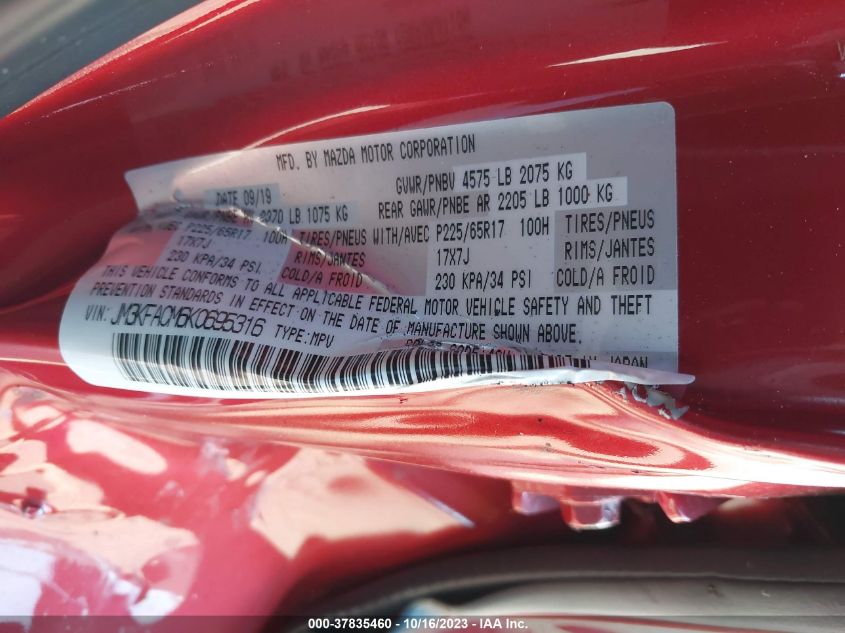 MFD. BY MAZDA MOTOR CORPORATION
DATE 09/19 GVWR/PNBV 4575 LB 2075 KG
/PNBE AV 2370 LB 1075 KG REAR GAWR/PNBE AR 2205 LB 1000 KG
P225/65R17 100H TIRES/PNEUS WITH/AVEC P225/65R17 100H TIRES/PNEUS
17X7J RIMS/JANTES 17X7J RIMS/JANTES
230 KPA/34 PSI COLD/A FROID 230 KPA/34 PSI COLD/A FROID
THIS VEHICLE CONFORMS TO ALL APPLICABLE FEDERAL MOTOR VEHICLE SAFETY AND THEFT
PREVENTION STANDARDS IN EFFECT ON THE DATE OF MANUFACTURE SHOWN ABOVE.
VIN: JM3KFACM6K0695316 TYPE: MPV
JAPAN
000-37835460 - 10/16/2023 - IAA Inc.